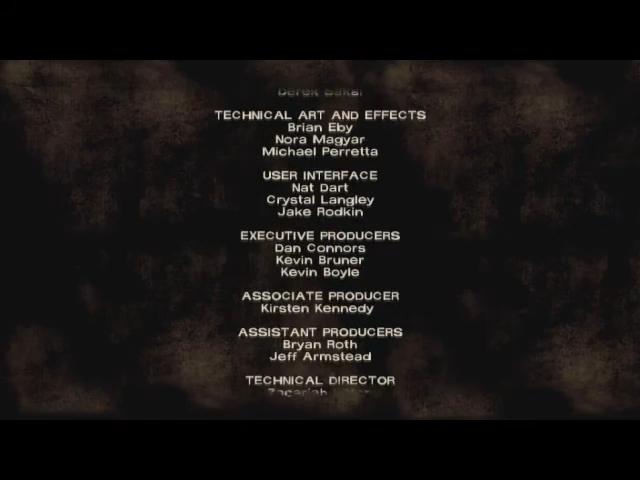 Derek Sakai
TECHNICAL ART AND EFFECTS
Brian Eby
Nora Magyar
Michael Perretta
USER INTERFACE
Nat Dart
Crystal Langley
Jake Rodkin
EXECUTIVE PRODUCERS
Dan Connors
Kevin Bruner
Kevin Boyle
ASSOCIATE PRODUCER
Kirsten Kennedy
ASSISTANT PRODUCERS
Bryan Roth
Jeff Armstead
TECHNICAL DIRECTOR